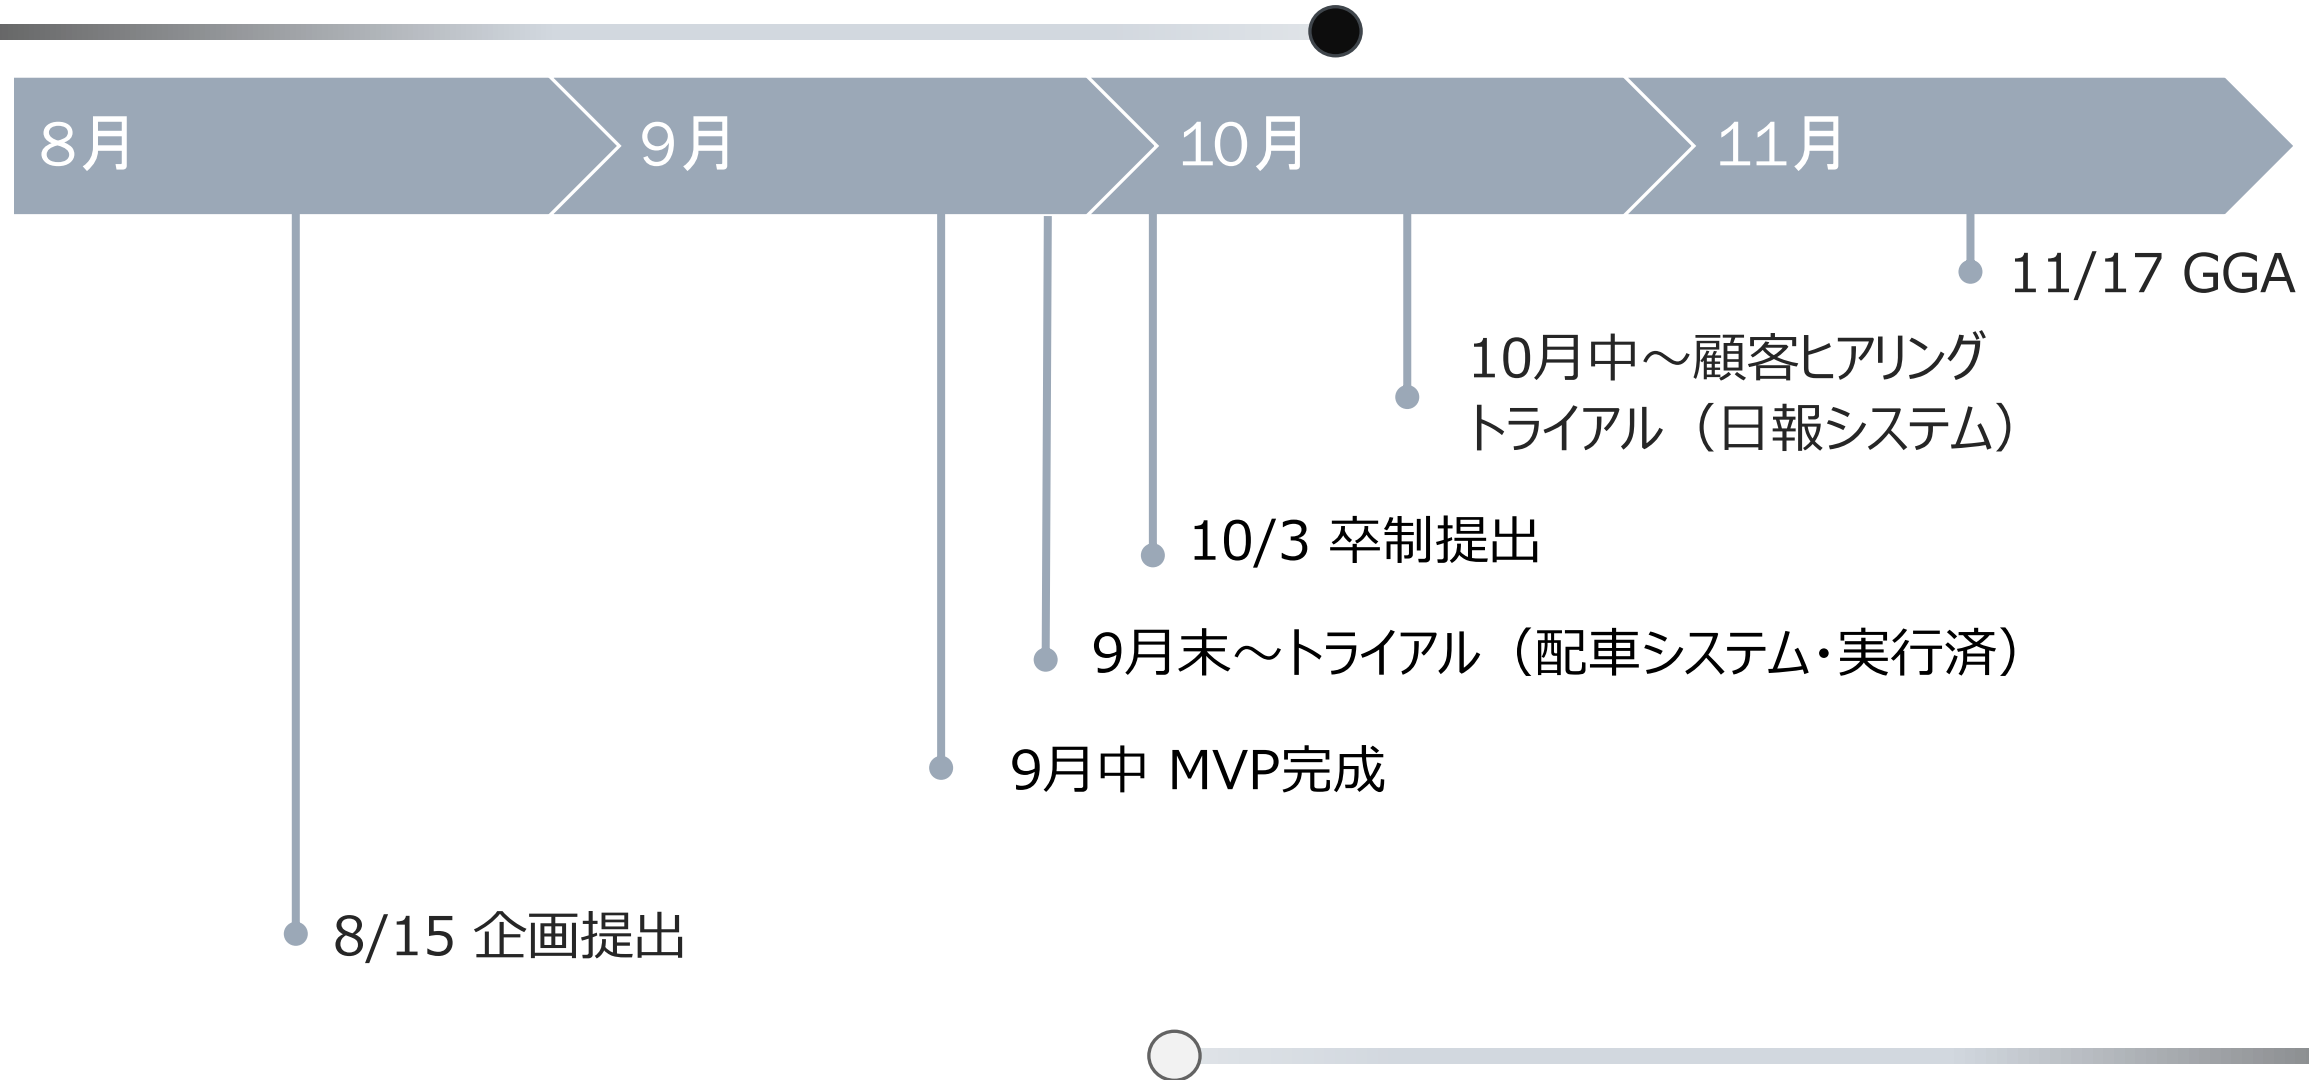 8月
9月
10月
11月
11/17 GGA
10月中～顧客ヒアリング
トライアル（日報システム）
10/3 卒制提出
9月末～トライアル（配車システム・実行済）
9月中 MVP完成
8/15 企画提出